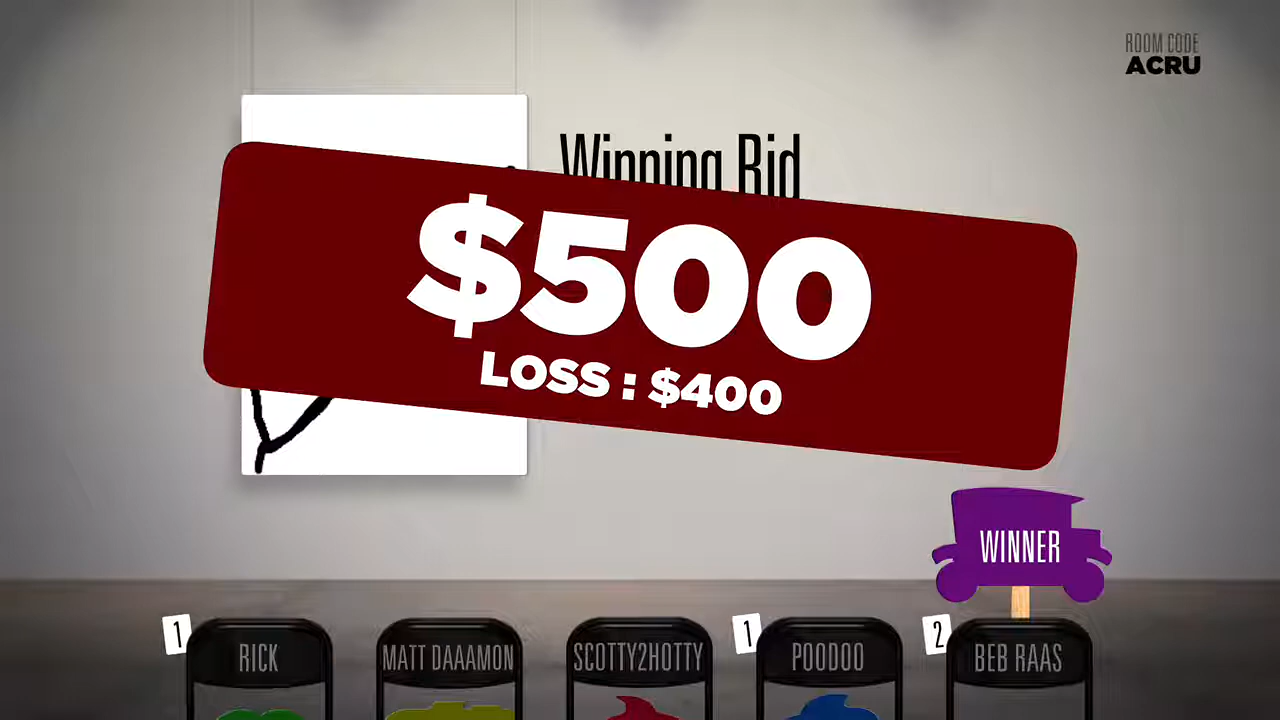 ROOM CODE
ACRU
Winning Bid
$500
LOSS : $400
WINNER
1
RICK
MATT DAAAMON
SCOTTY2HOTTY
1
POODOO
2
BEB RAAS